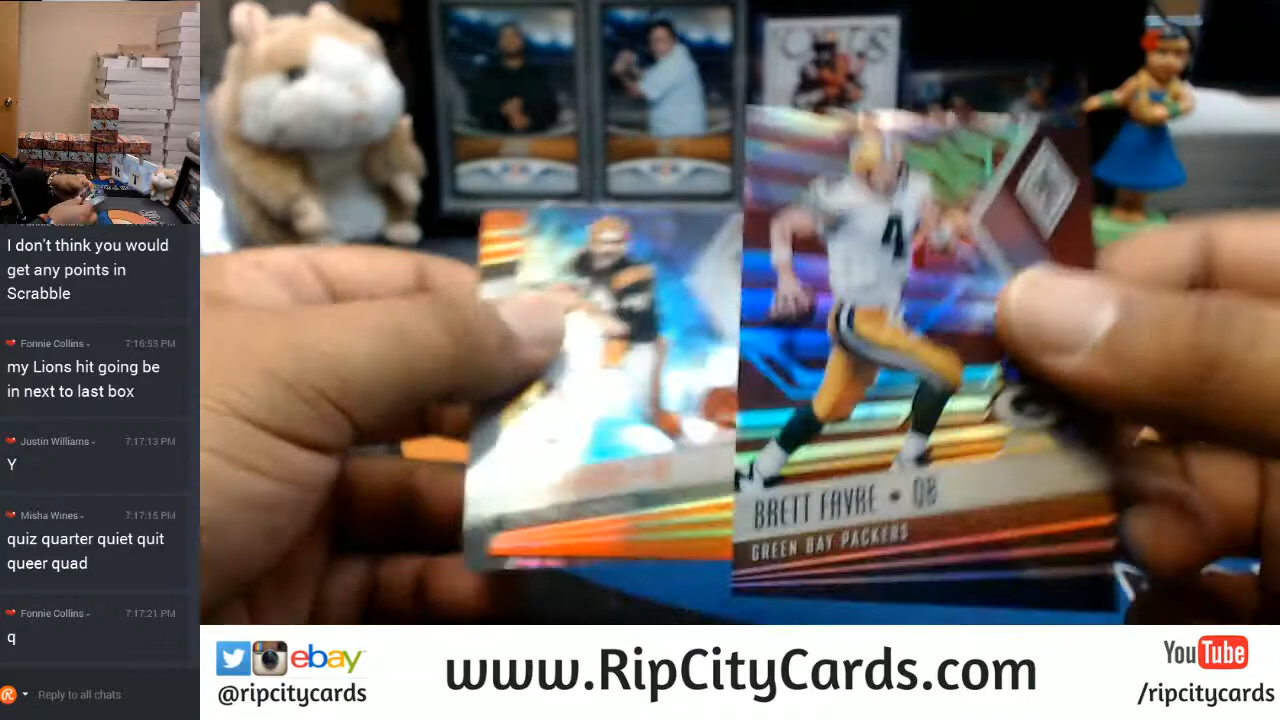 I don't think you would
get any points in
Scrabble
Fonnie Collins - 7:16:53 PM
my Lions hit going be
in next to last box
Justin Williams - 7:17:13 PM
Y
Misha Wines - 7:17:15 PM
quiz quarter quiet quit
queer quad
Fonnie Collins - 7:17:21 PM
q
Reply to all chats
4
BRETT FAVRE • QB
GREEN BAY PACKERS
ebay
@ripcitycards
www.RipCityCards.com
YouTube
/ripcitycards